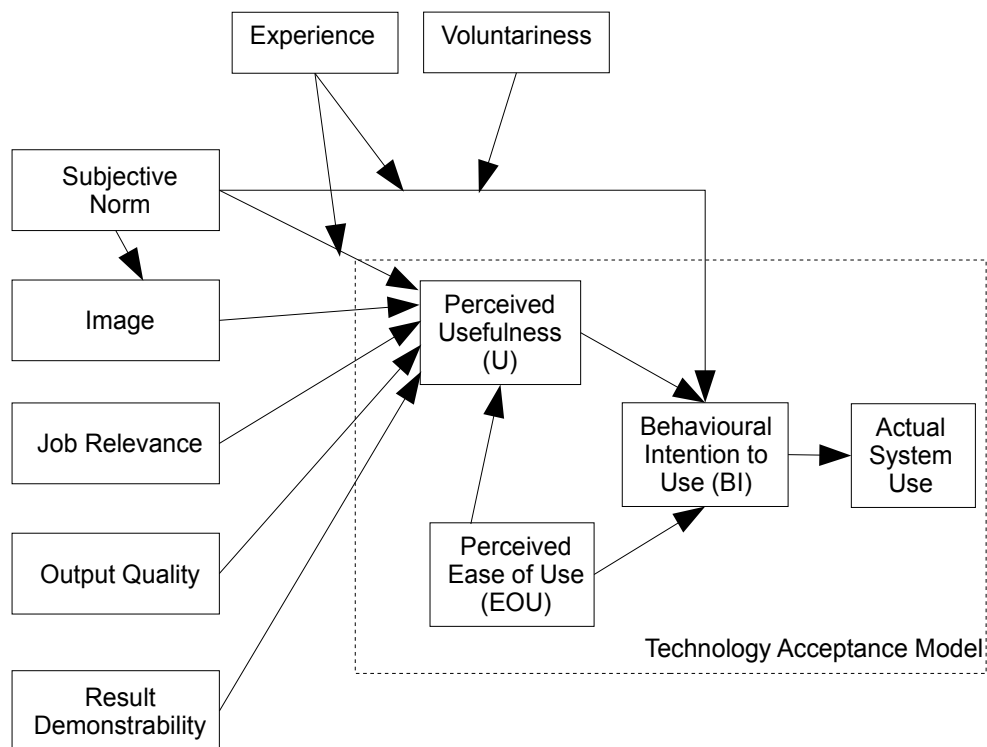 Experience
Voluntariness
Subjective
Norm
Image
Perceived
Usefulness
(U)
Job Relevance
Behavioural
Intention to
Use (BI)
Actual
System
Use
Output Quality
Perceived
Ease of Use
(EOU)
Technology Acceptance Model
Result
Demonstrability